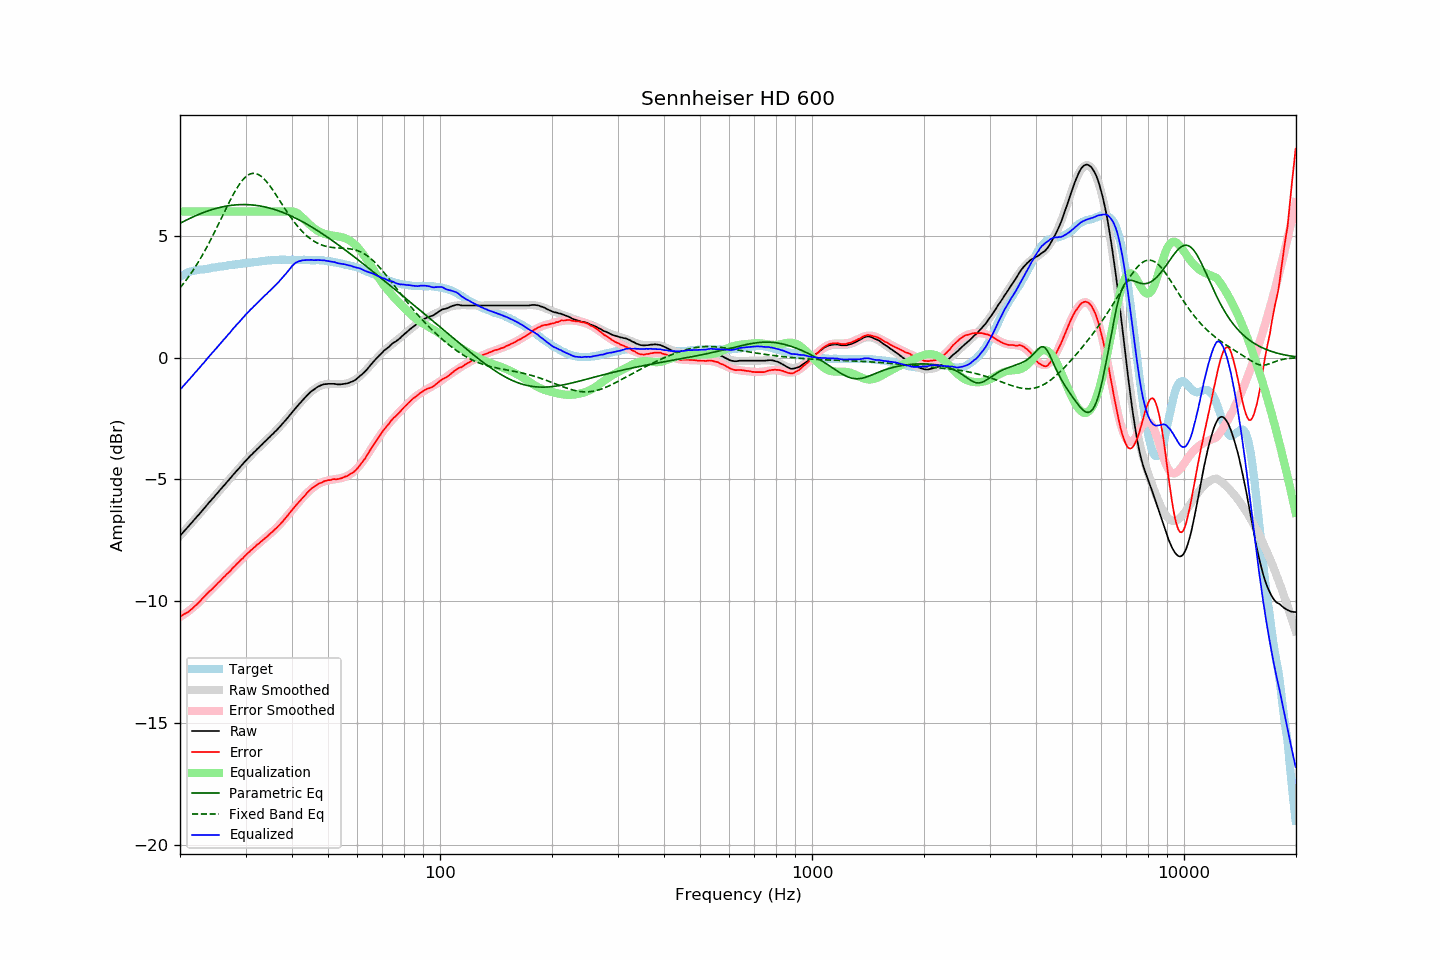 Sennheiser HD 600
Amplitude (dBr)
5
0
−5
−10
−15
−20
Target
Raw Smoothed
Error Smoothed
Raw
Error
Equalization
Parametric Eq
Fixed Band Eq
Equalized
100
1000
10000
Frequency (Hz)